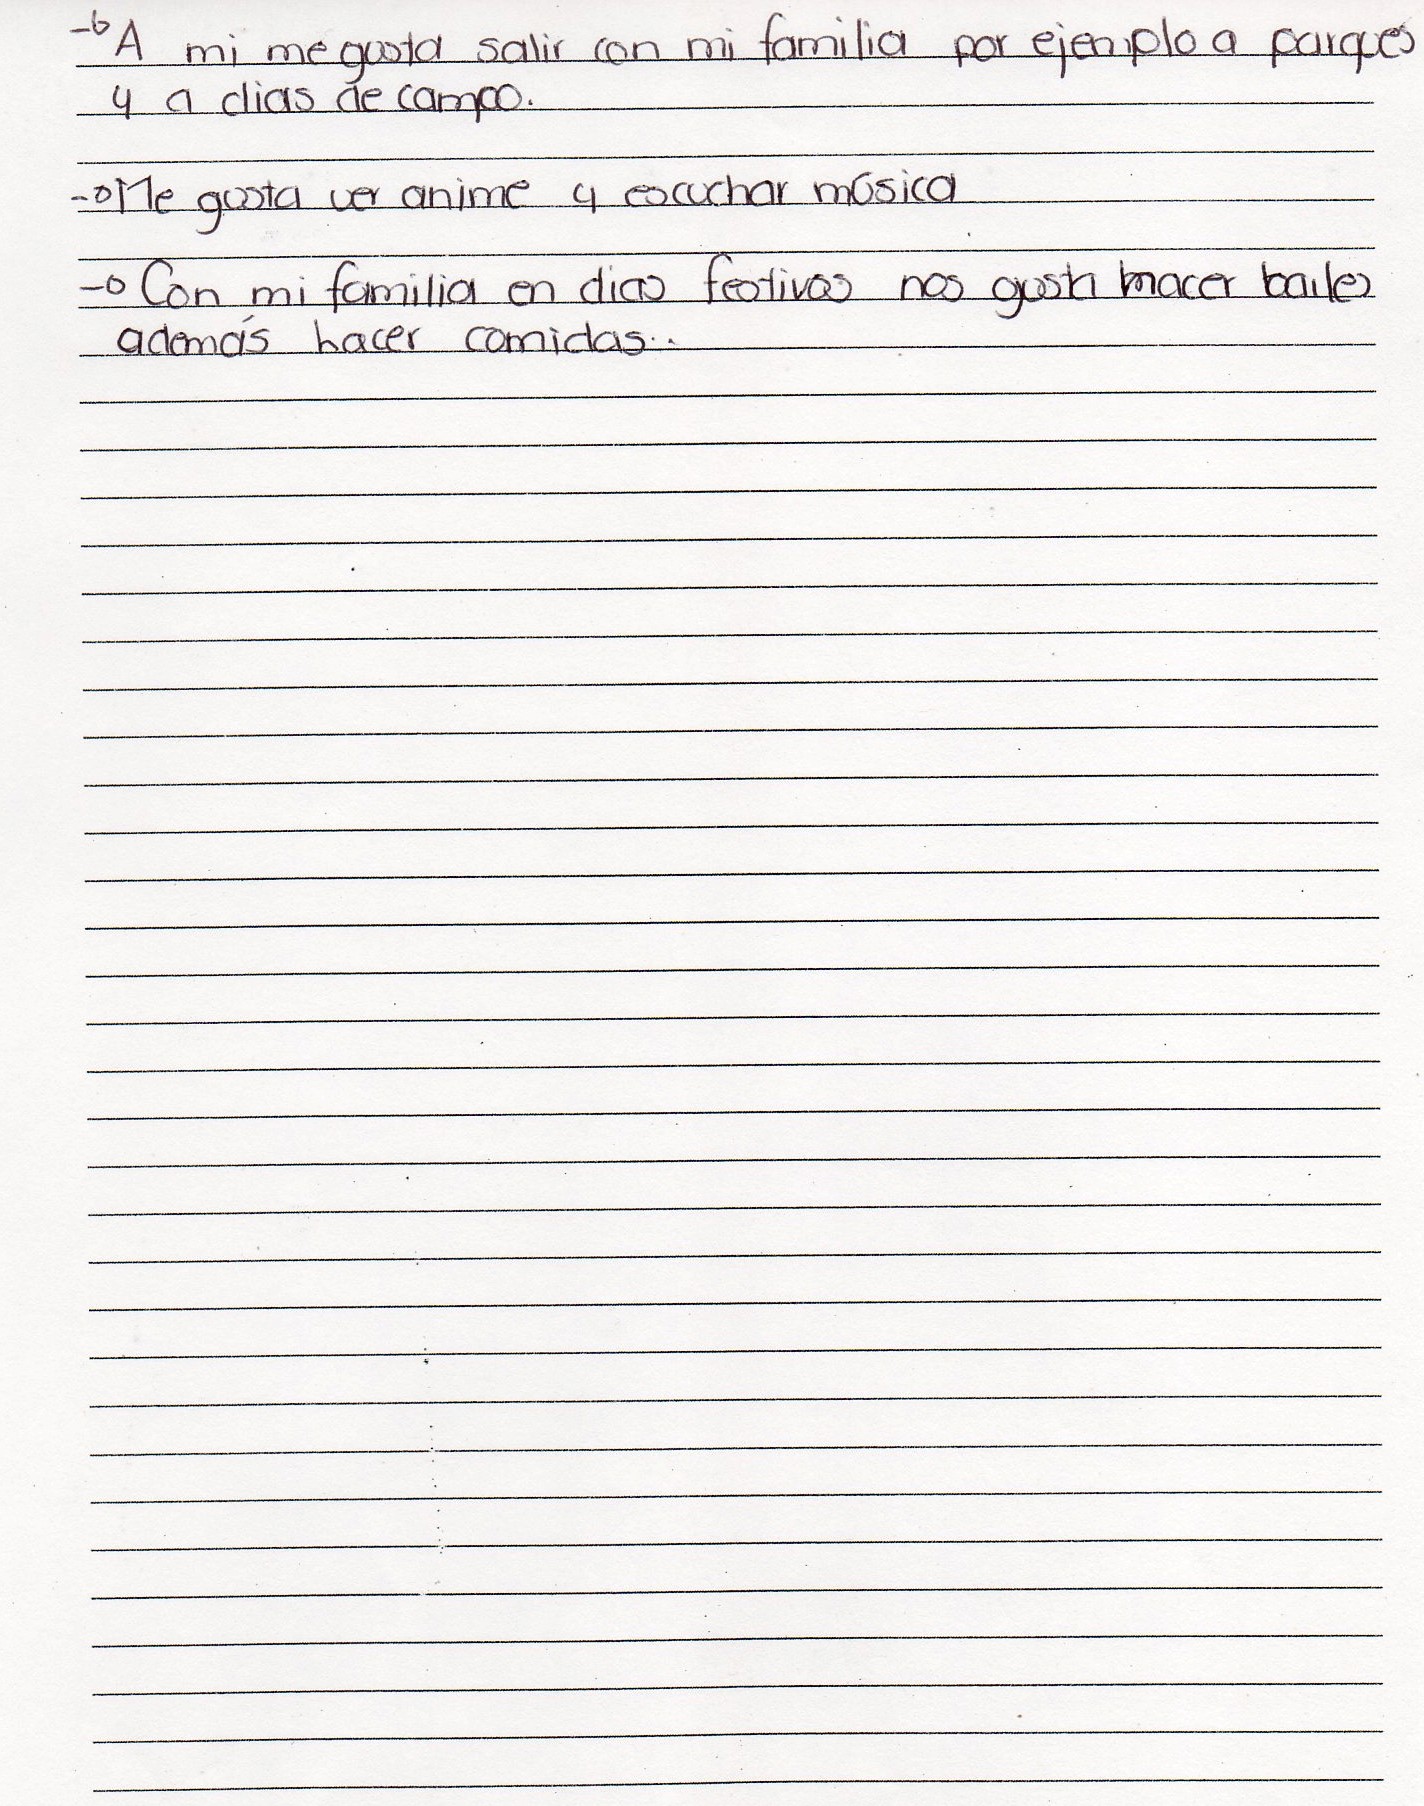 -o A mi me gusta salir con mi familia por ejemplo a parques
y a dias de campo.
-o Me gusta ver anime y escuchar música
-o Con mi familia en dias festivos nos gusta hacer bailes
además hacer comidas..